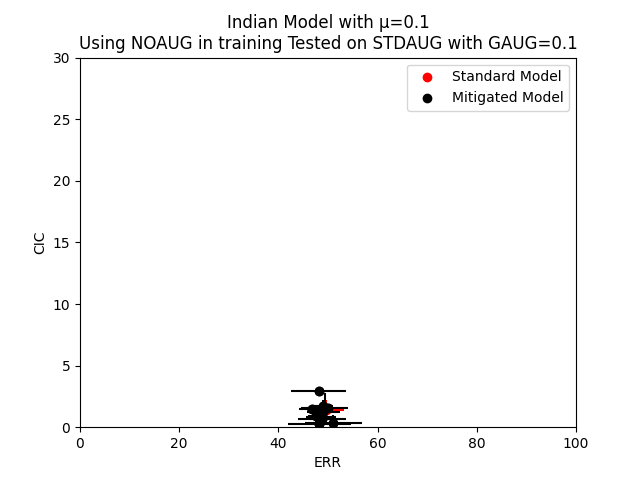 Indian Model with μ=0.1
Using NOAUG in training Tested on STDAUG with GAUG=0.1
Standard Model
Mitigated Model
30
25
20
15
10
5
0
CIC
0 20 40 60 80 100
ERR